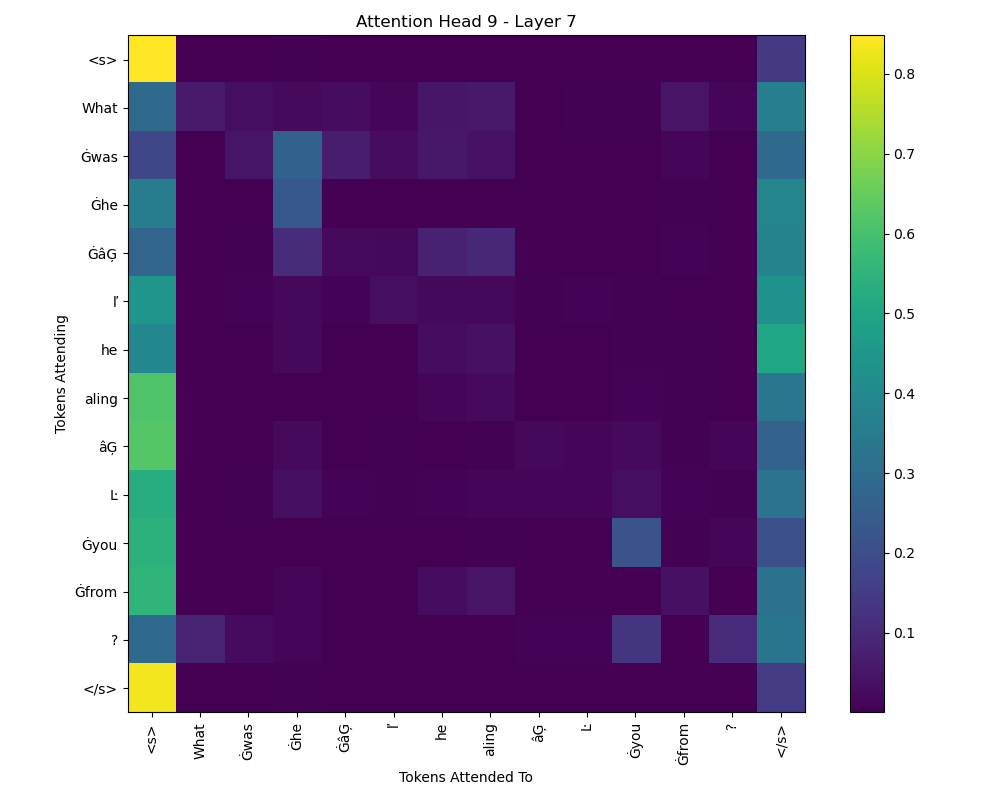 Attention Head 9 - Layer 7
<s>
What
Ġwas
Ġhe
ĠâĢ
ľ
he
aling
âĢ
Ŀ
Ġyou
Ġfrom
?
</s>
Tokens Attending
<s>
What
Ġwas
Ġhe
ĠâĢ
ľ
he
aling
âĢ
Ŀ
Ġyou
Ġfrom
?
</s>
Tokens Attended To
0.8
0.7
0.6
0.5
0.4
0.3
0.2
0.1